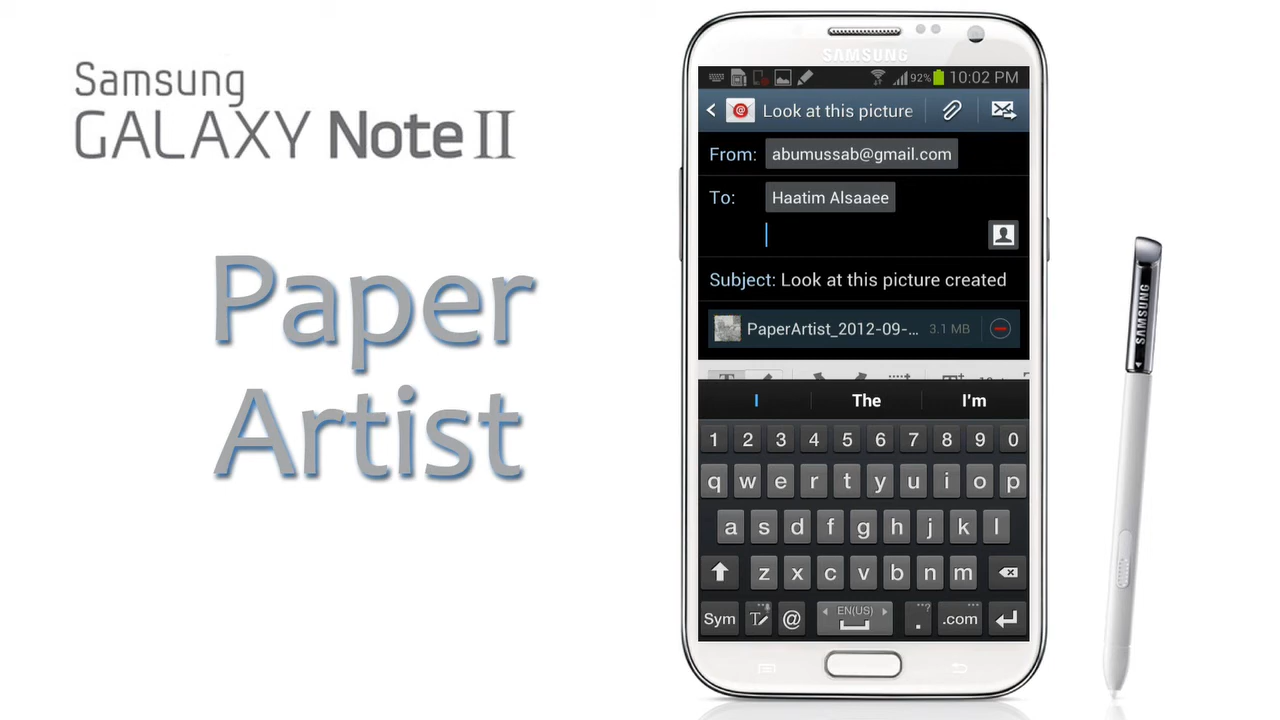 Samsung
GALAXY Note II
Paper
Artist
SAMSUNG
92% 10:02 PM
Look at this picture
From: abumussab@gmail.com
To: Haatim Alsaaee
Subject: Look at this picture created
PaperArtist_2012-09-... 3.1 MB
I The I'm
1 2 3 4 5 6 7 8 9 0
q w e r t y u i o p
a s d f g h j k l
z x c v b n m
Sym T @ EN(US) . .com
SAMSUNG